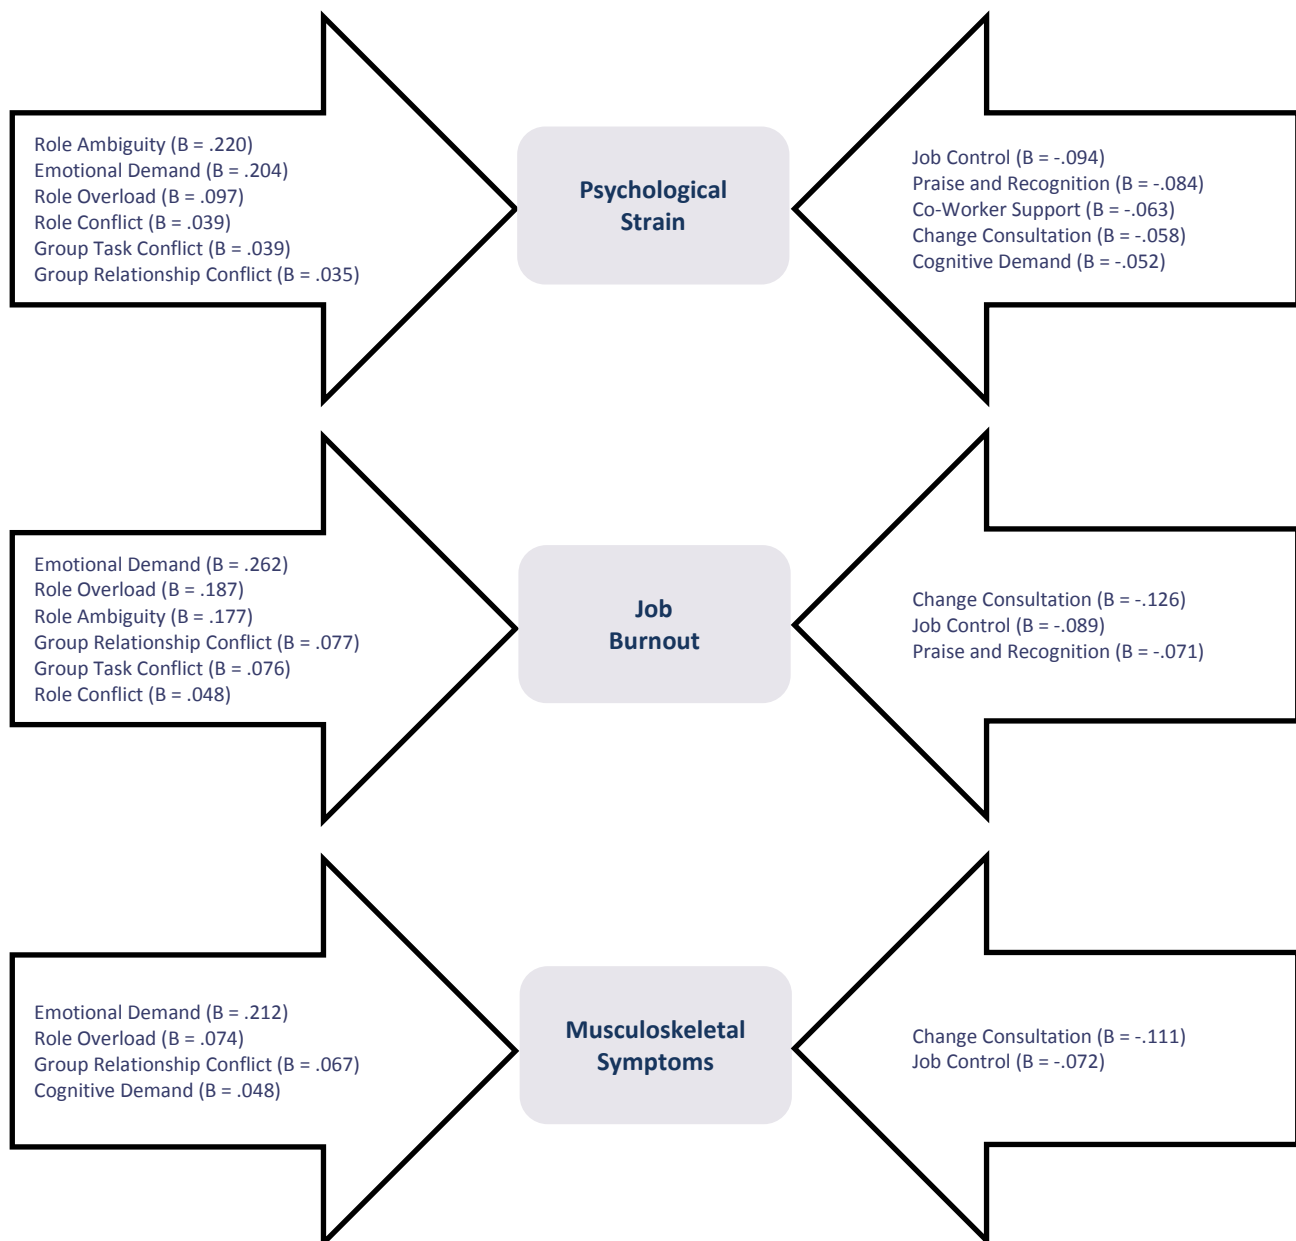 Role Ambiguity (B = .220)
Emotional Demand (B = .204)
Role Overload (B = .097)
Role Conflict (B = .039)
Group Task Conflict (B = .039)
Group Relationship Conflict (B = .035)
Psychological
Strain
Job Control (B = -.094)
Praise and Recognition (B = -.084)
Co-Worker Support (B = -.063)
Change Consultation (B = -.058)
Cognitive Demand (B = -.052)
Emotional Demand (B = .262)
Role Overload (B = .187)
Role Ambiguity (B = .177)
Group Relationship Conflict (B = .077)
Group Task Conflict (B = .076)
Role Conflict (B = .048)
Job
Burnout
Change Consultation (B = -.126)
Job Control (B = -.089)
Praise and Recognition (B = -.071)
Emotional Demand (B = .212)
Role Overload (B = .074)
Group Relationship Conflict (B = .067)
Cognitive Demand (B = .048)
Musculoskeletal
Symptoms
Change Consultation (B = -.111)
Job Control (B = -.072)